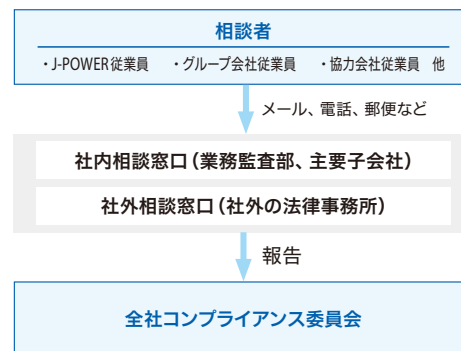 相談者
・J-POWER従業員　・グループ会社従業員　・協力会社従業員 他
メール、電話、郵便など
社内相談窓口（業務監査部、主要子会社）
社外相談窓口（社外の法律事務所）
報告
全社コンプライアンス委員会